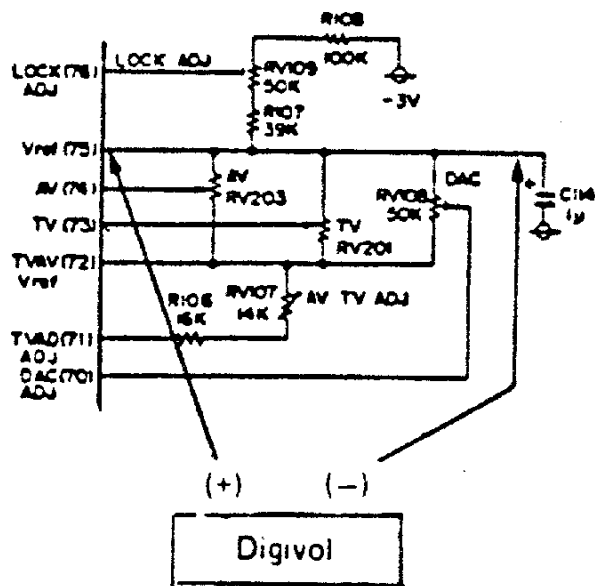 R108
100K
-3V
LOCK(76)
ADJ
LOCK ADJ
RV109
50K
R107
39K
Vref(75)
AV(74)
AV
RV203
TV(73)
TV
RV201
DAC
RV108
50K
+
C114
1μ
TVAV(72)
Vref
R106
16K
RV107
14K
AV TV ADJ
TVAD(71)
ADJ
DAC(70)
ADJ
(+)
(—)
Digivol